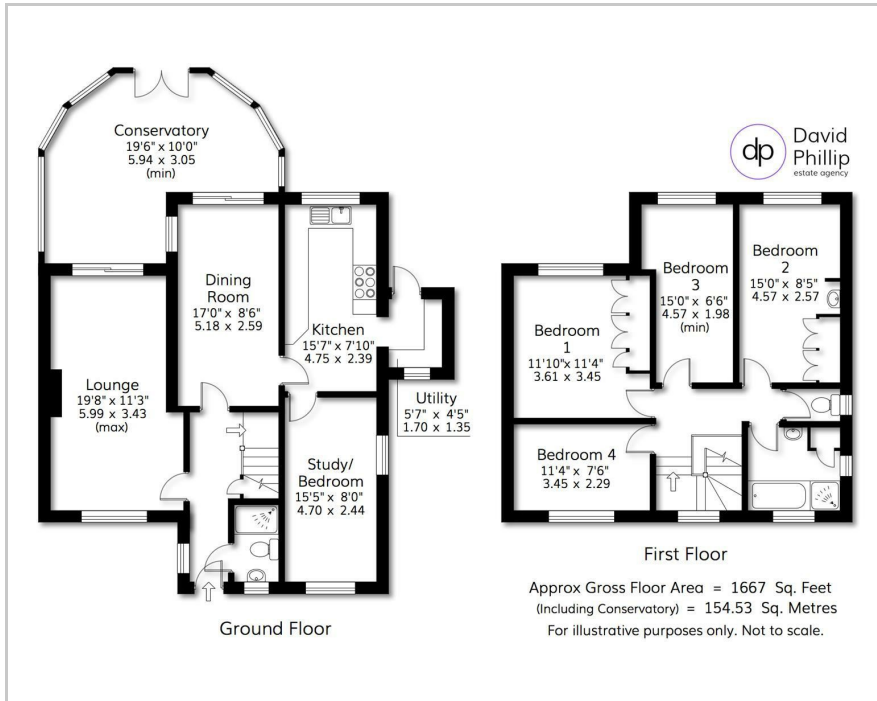 Conservatory
19'6" x 10'0"
5.94 x 3.05
(min)
dp
David
Phillip
estate agency
Dining
Room
17'0" x 8'6"
5.18 x 2.59
Kitchen
15'7" x 7'10"
4.75 x 2.39
Lounge
19'8" x 11'3"
5.99 x 3.43
(max)
Utility
5'7" x 4'5"
1.70 x 1.35
Study/
Bedroom
15'5" x 8'0"
4.70 x 2.44
Ground Floor
Bedroom
2
15'0" x 8'5"
4.57 x 2.57
Bedroom
3
15'0" x 6'6"
4.57 x 1.98
(min)
Bedroom
1
11'10" x 11'4"
3.61 x 3.45
Bedroom 4
11'4" x 7'6"
3.45 x 2.29
First Floor
Approx Gross Floor Area = 1667 Sq. Feet
(Including Conservatory) = 154.53 Sq. Metres
For illustrative purposes only. Not to scale.